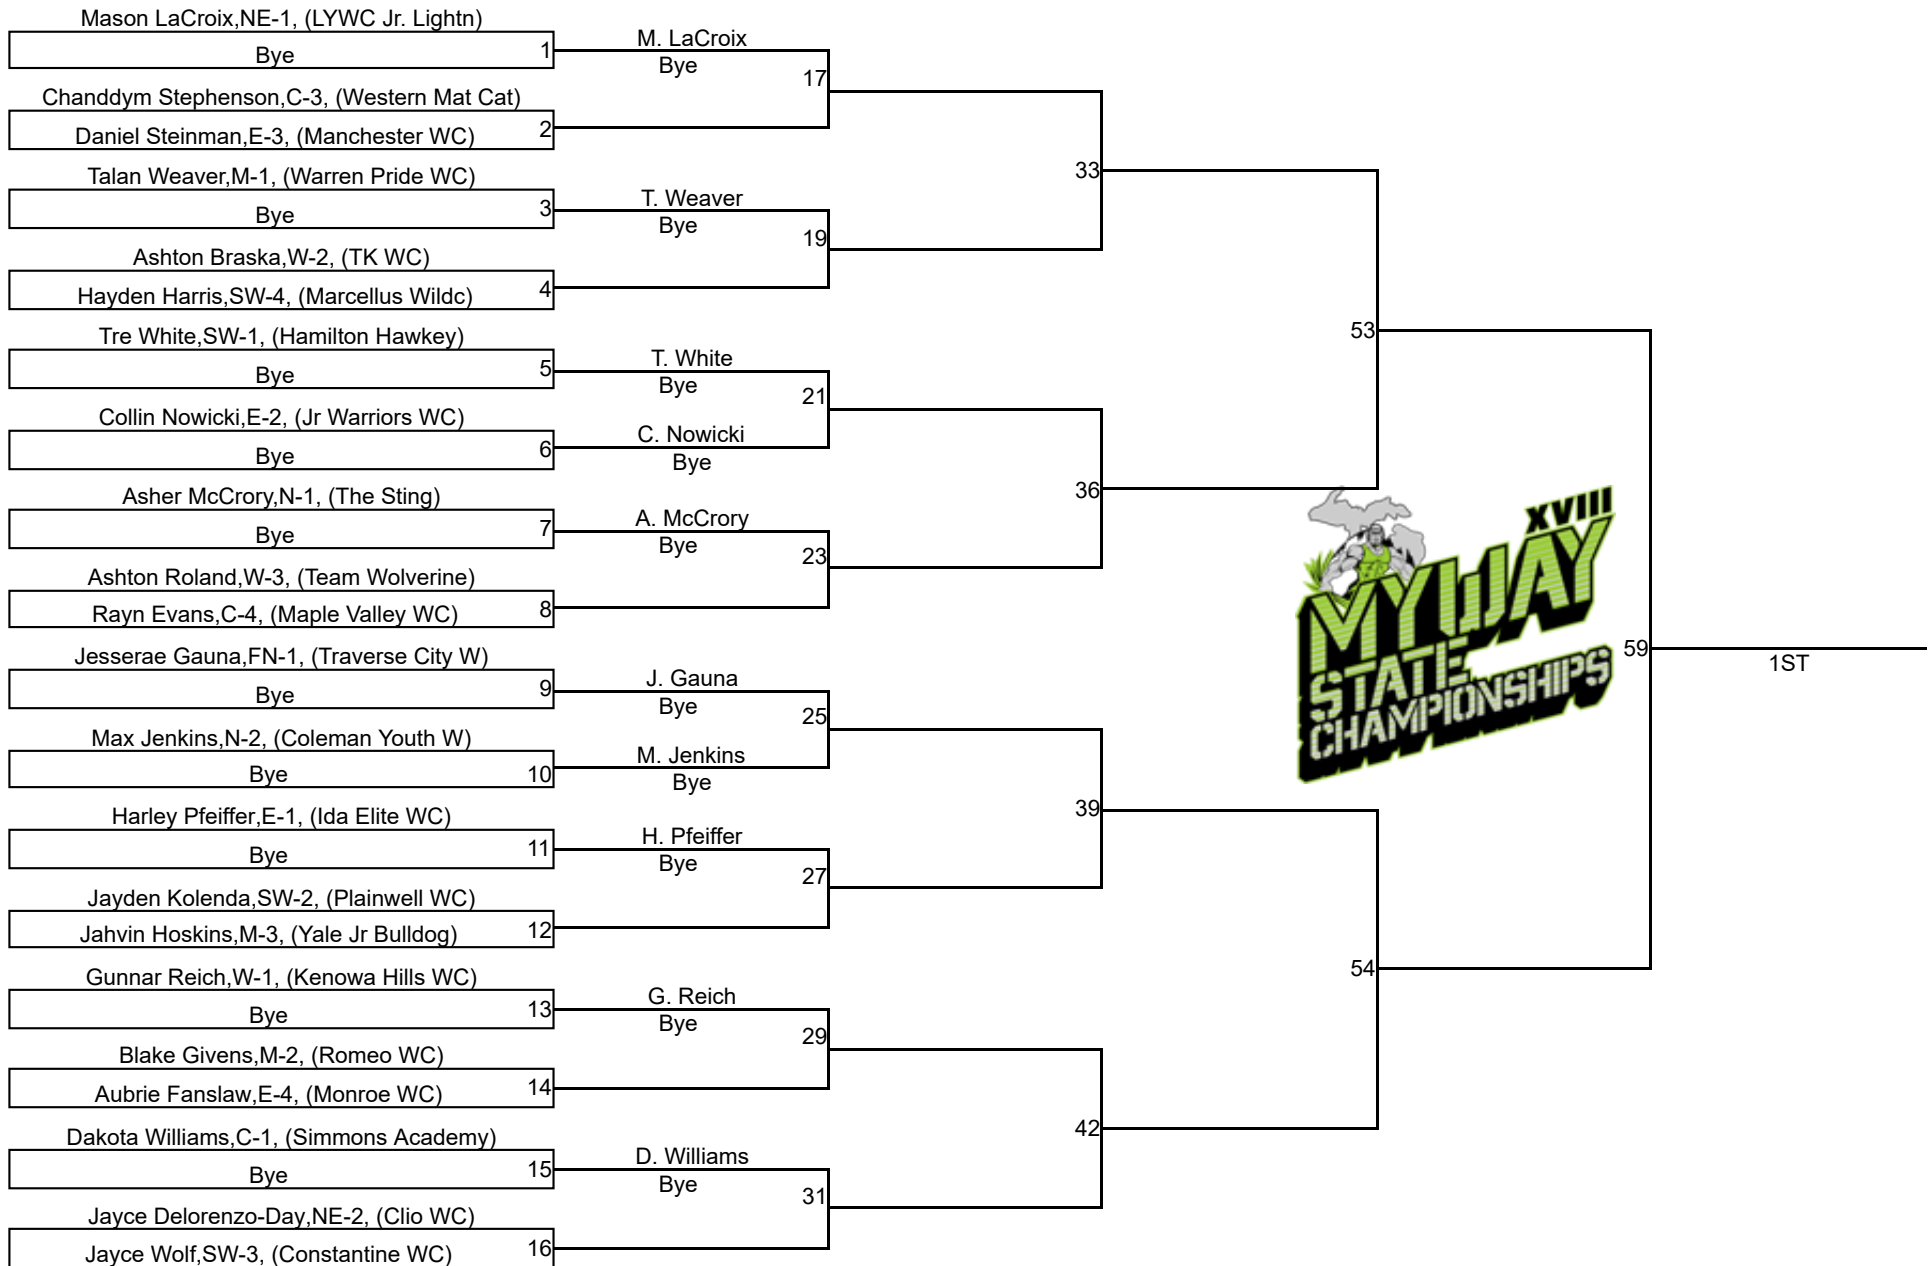 Mason LaCroix,NE-1, (LYWC Jr. Lightn)
Bye
1
M. LaCroix
Bye
17
Chanddym Stephenson,C-3, (Western Mat Cat)
Daniel Steinman,E-3, (Manchester WC)
2
33
Talan Weaver,M-1, (Warren Pride WC)
Bye
3
T. Weaver
Bye
19
Ashton Braska,W-2, (TK WC)
Hayden Harris,SW-4, (Marcellus Wildc)
4
53
Tre White,SW-1, (Hamilton Hawkey)
Bye
5
T. White
Bye
21
Collin Nowicki,E-2, (Jr Warriors WC)
Bye
6
C. Nowicki
Bye
36
Asher McCrory,N-1, (The Sting)
Bye
7
A. McCrory
Bye
23
Ashton Roland,W-3, (Team Wolverine)
Rayn Evans,C-4, (Maple Valley WC)
8
XVIII
MYWAY
STATE
CHAMPIONSHIPS
59
1ST
Jesserae Gauna,FN-1, (Traverse City W)
Bye
9
J. Gauna
Bye
25
Max Jenkins,N-2, (Coleman Youth W)
Bye
10
M. Jenkins
Bye
39
Harley Pfeiffer,E-1, (Ida Elite WC)
Bye
11
H. Pfeiffer
Bye
27
Jayden Kolenda,SW-2, (Plainwell WC)
Jahvin Hoskins,M-3, (Yale Jr Bulldog)
12
54
Gunnar Reich,W-1, (Kenowa Hills WC)
Bye
13
G. Reich
Bye
29
Blake Givens,M-2, (Romeo WC)
Aubrie Fanslaw,E-4, (Monroe WC)
14
42
Dakota Williams,C-1, (Simmons Academy)
Bye
15
D. Williams
Bye
31
Jayce Delorenzo-Day,NE-2, (Clio WC)
Jayce Wolf,SW-3, (Constantine WC)
16